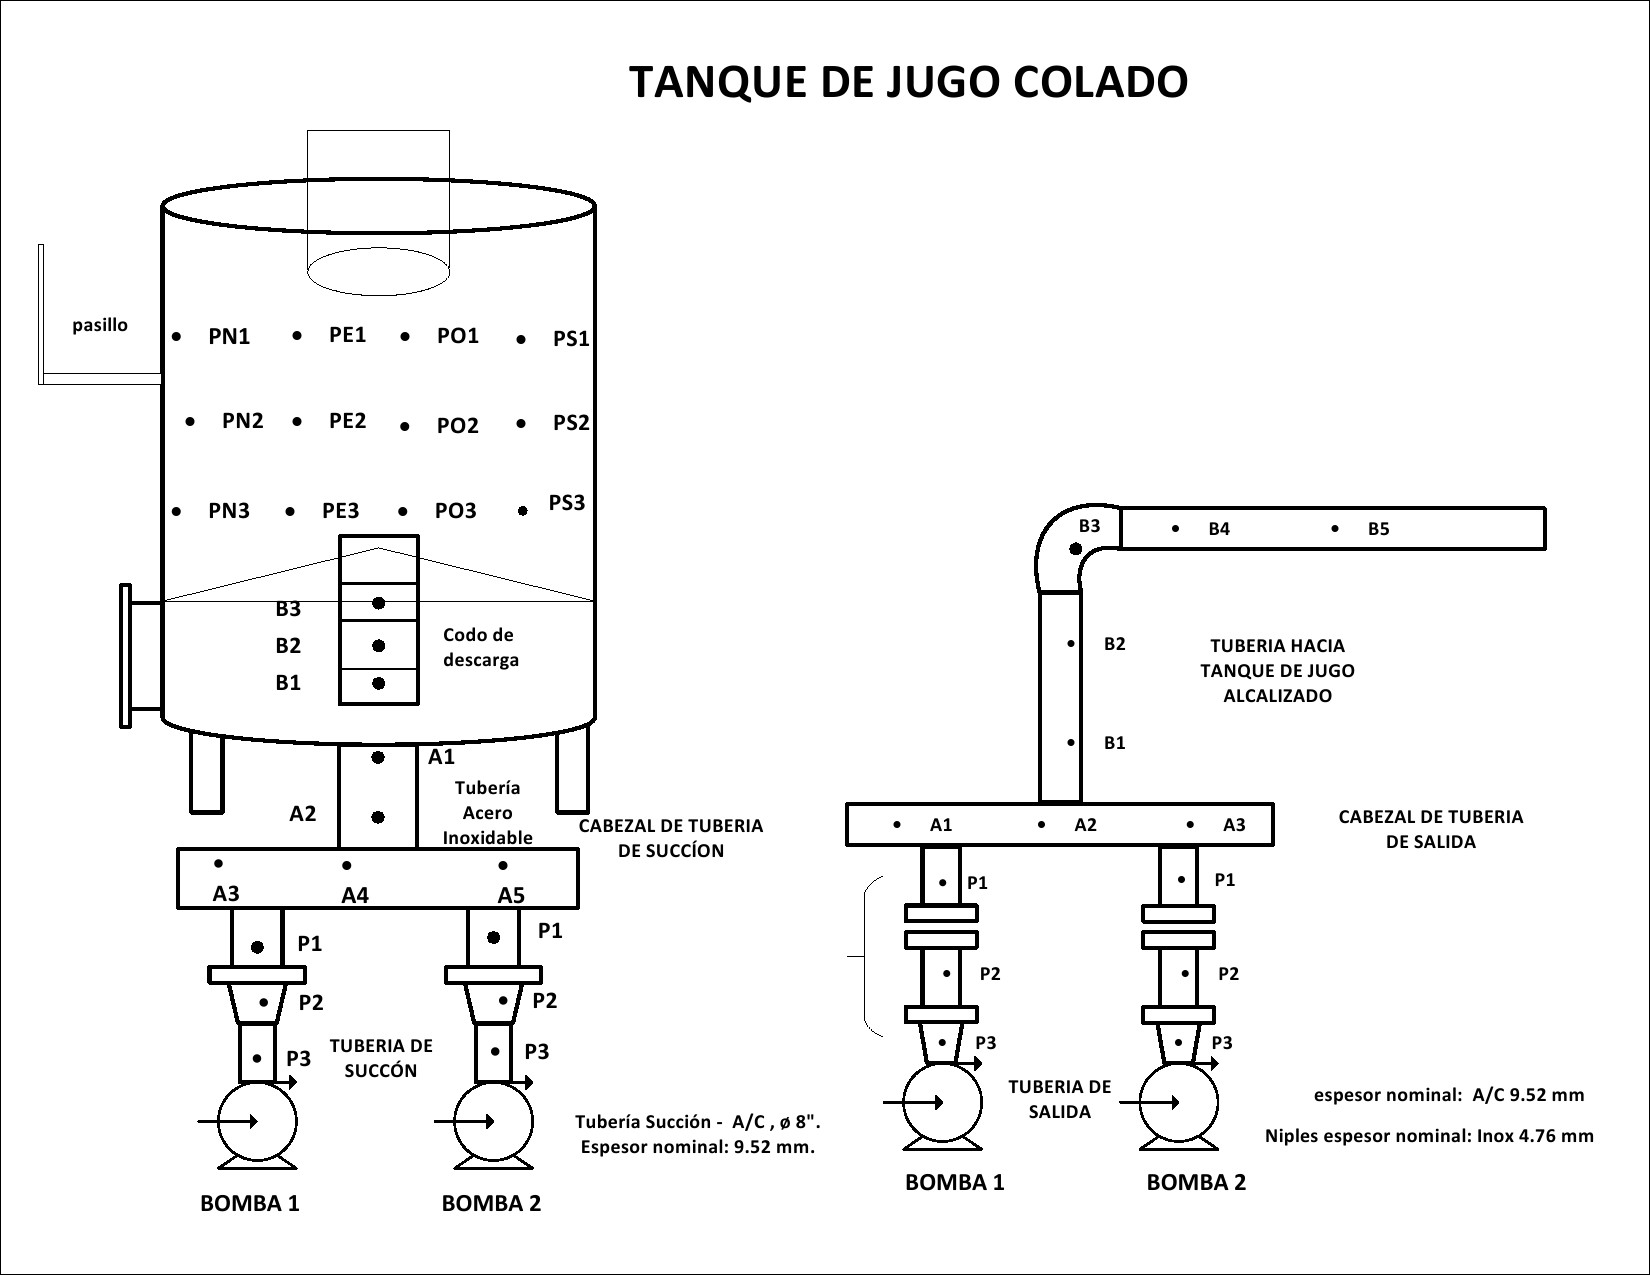 TANQUE DE JUGO COLADO
pasillo
PN1 PE1 PO1 PS1
PN2 PE2 PO2 PS2
PN3 PE3 PO3 PS3
B3
B2
B1
Codo de
descarga
A1
A2
Tubería
Acero
Inoxidable
CABEZAL DE TUBERIA
DE SUCCÍON
A3 A4 A5
P1 P1
P2 P2
P3 P3
TUBERIA DE
SUCCÓN
Tubería Succión - A/C , ø 8".
Espesor nominal: 9.52 mm.
BOMBA 1 BOMBA 2
B3 B4 B5
B2
B1
TUBERIA HACIA
TANQUE DE JUGO
ALCALIZADO
A1 A2 A3
CABEZAL DE TUBERIA
DE SALIDA
P1 P1
P2 P2
P3 P3
TUBERIA DE
SALIDA
espesor nominal: A/C 9.52 mm
Niples espesor nominal: Inox 4.76 mm
BOMBA 1 BOMBA 2